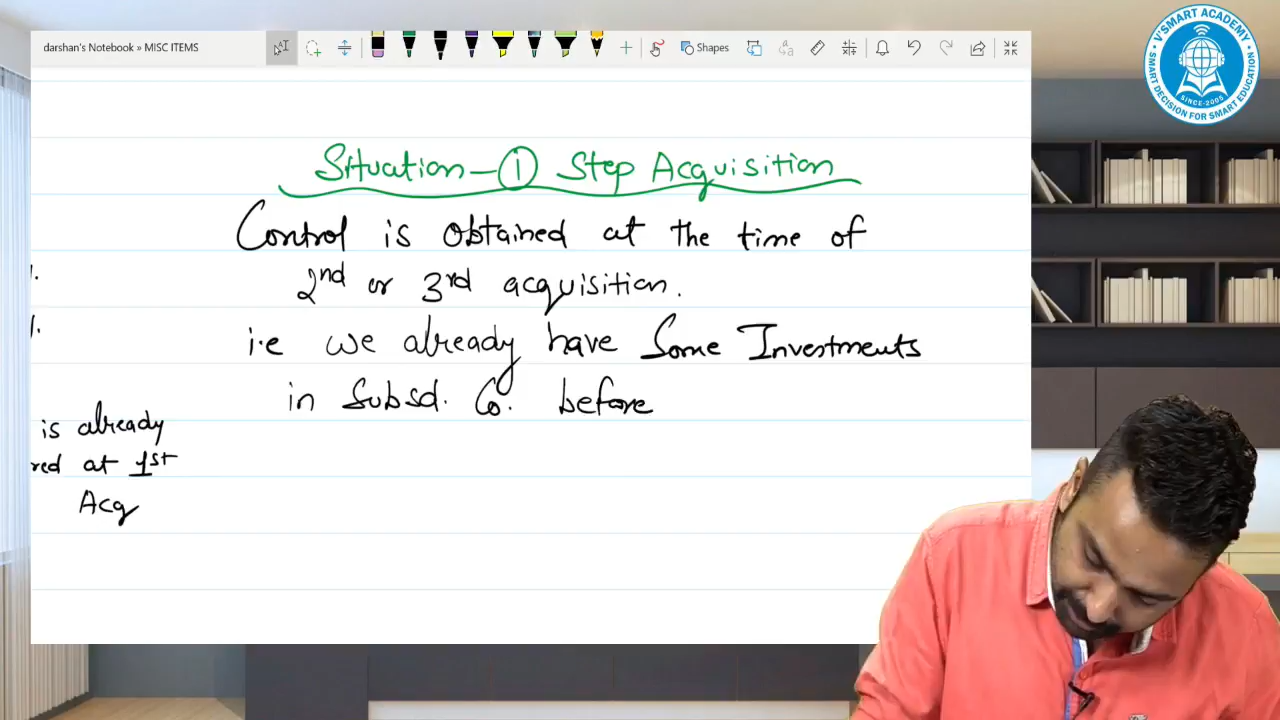 darshan's Notebook » MISC ITEMS
Shapes
V'SMART ACADEMY
SINCE-2005
SMART DECISION FOR SMART EDUCATION
Situation - ① Step Acquisition
Control is obtained at the time of
2nd or 3rd acquisition.
i.e we already have Some Investments
in Subsd. Co. before
is already
red at 1st
Acq